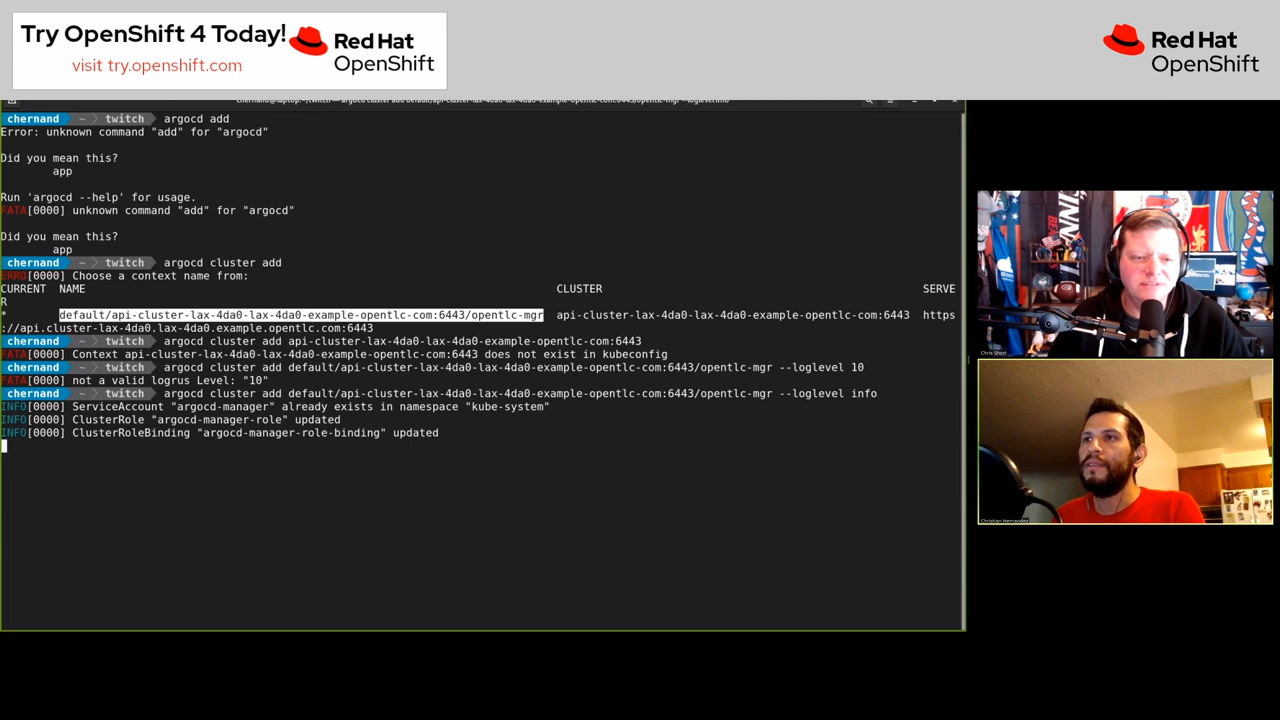 Try OpenShift 4 Today!
visit try.openshift.com
Red Hat
OpenShift
Red Hat
OpenShift
chernand ~ twitch argocd add
Error: unknown command "add" for "argocd"
Did you mean this?
app
Run 'argocd --help' for usage.
FATA[0000] unknown command "add" for "argocd"
Did you mean this?
app
chernand ~ twitch argocd cluster add
ERRO[0000] Choose a context name from:
CURRENT NAME CLUSTER SERVE
R
* default/api-cluster-lax-4da0-lax-4da0-example-opentlc-com:6443/opentlc-mgr api-cluster-lax-4da0-lax-4da0-example-opentlc-com:6443 https
://api.cluster-lax-4da0.lax-4da0.example.opentlc.com:6443
chernand ~ twitch argocd cluster add api-cluster-lax-4da0-lax-4da0-example-opentlc-com:6443
FATA[0000] Context api-cluster-lax-4da0-lax-4da0-example-opentlc-com:6443 does not exist in kubeconfig
chernand ~ twitch argocd cluster add default/api-cluster-lax-4da0-lax-4da0-example-opentlc-com:6443/opentlc-mgr --loglevel 10
FATA[0000] not a valid logrus Level: "10"
chernand ~ twitch argocd cluster add default/api-cluster-lax-4da0-lax-4da0-example-opentlc-com:6443/opentlc-mgr --loglevel info
INFO[0000] ServiceAccount "argocd-manager" already exists in namespace "kube-system"
INFO[0000] ClusterRole "argocd-manager-role" updated
INFO[0000] ClusterRoleBinding "argocd-manager-role-binding" updated
Chris Short
Christian Hernandez